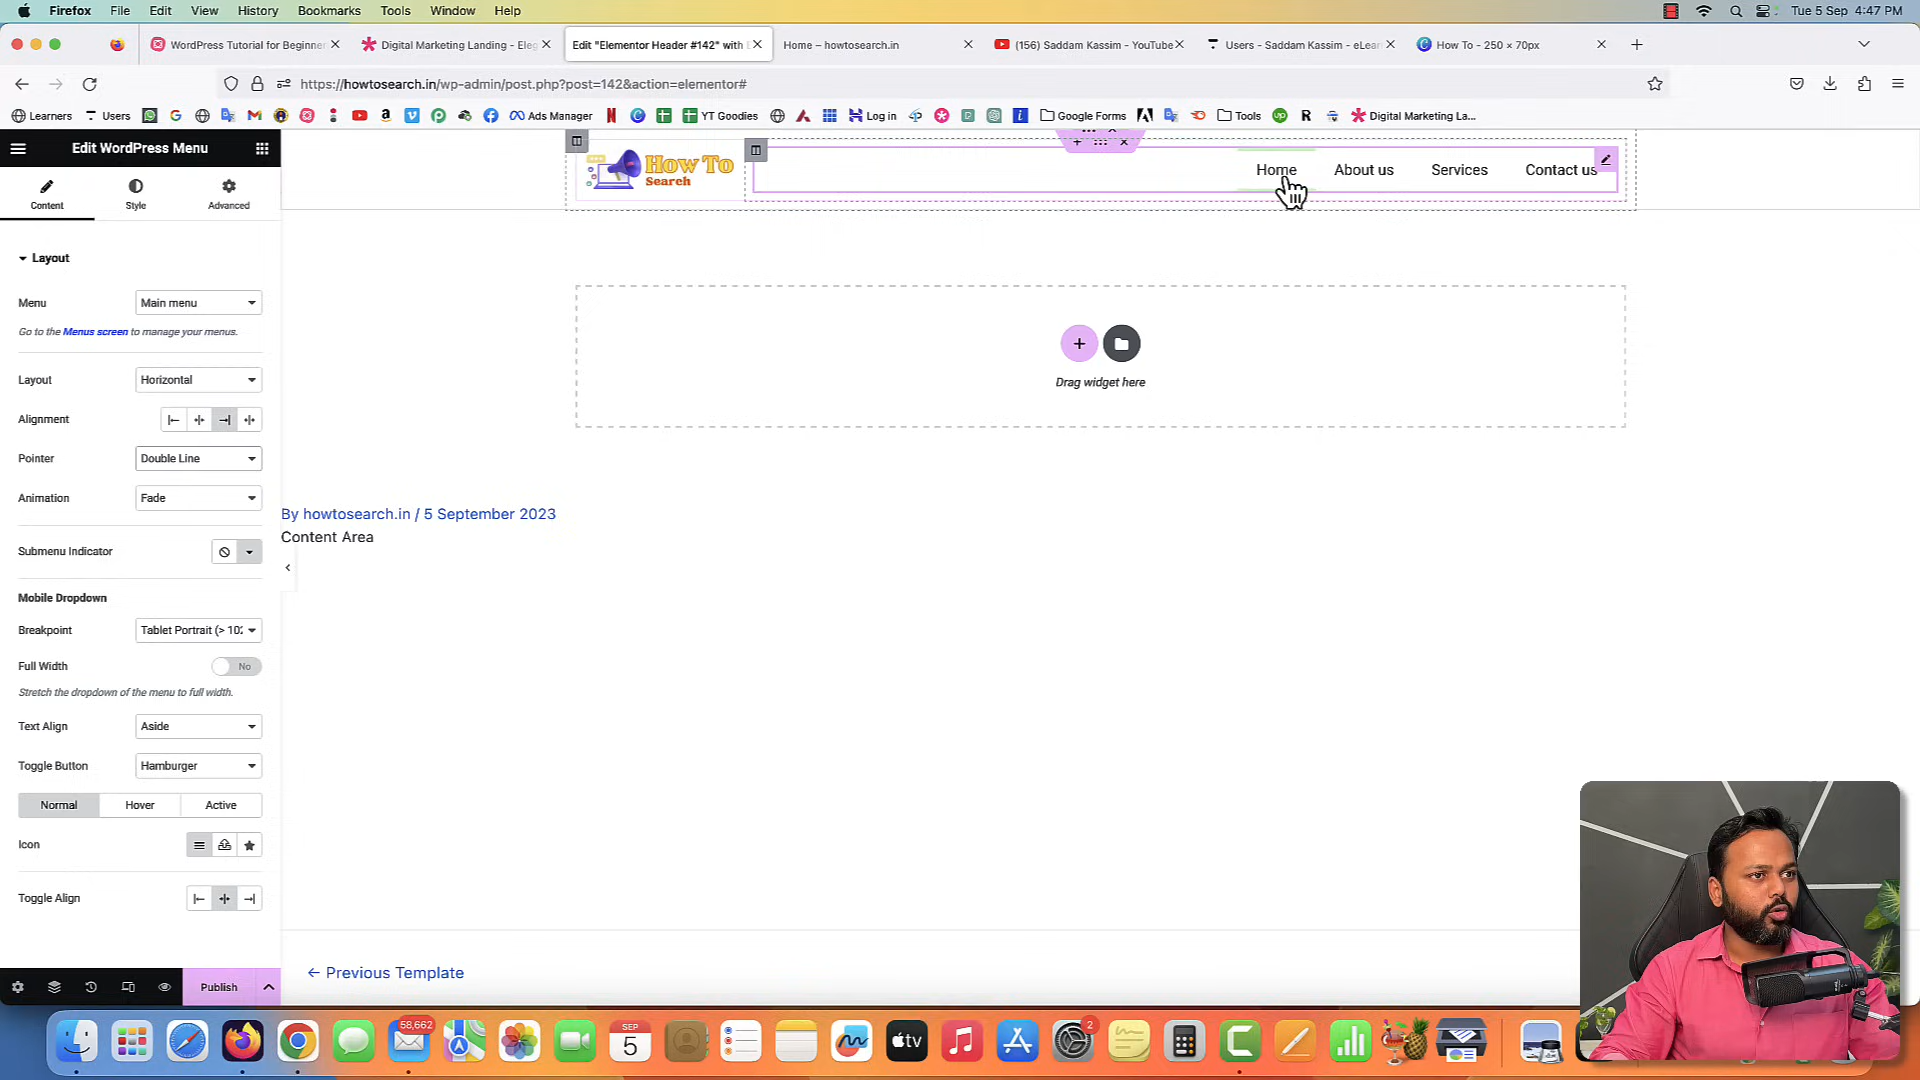 Firefox File Edit View History Bookmarks Tools Window Help
Tue 5 Sep 4:47 PM
WordPress Tutorial for Beginner
Digital Marketing Landing - Eleg
Edit "Elementor Header #142" with E
Home – howtosearch.in
(156) Saddam Kassim - YouTube
Users - Saddam Kassim - eLear
How To - 250 × 70px
https://howtosearch.in/wp-admin/post.php?post=142&action=elementor#
Learners
Users
Ads Manager
YT Goodies
Log in
Google Forms
Tools
Digital Marketing La...
Edit WordPress Menu
Content
Style
Advanced
How To
Search
Home
About us
Services
Contact us
Layout
Menu
Main menu
Go to the Menus screen to manage your menus.
Layout
Horizontal
Alignment
Pointer
Double Line
Animation
Fade
Submenu Indicator
Mobile Dropdown
Breakpoint
Tablet Portrait (> 102
Full Width
No
Stretch the dropdown of the menu to full width.
Text Align
Aside
Toggle Button
Hamburger
Normal
Hover
Active
Icon
Toggle Align
Publish
Drag widget here
By howtosearch.in / 5 September 2023
Content Area
← Previous Template
58,662
SEP
5
tv
2